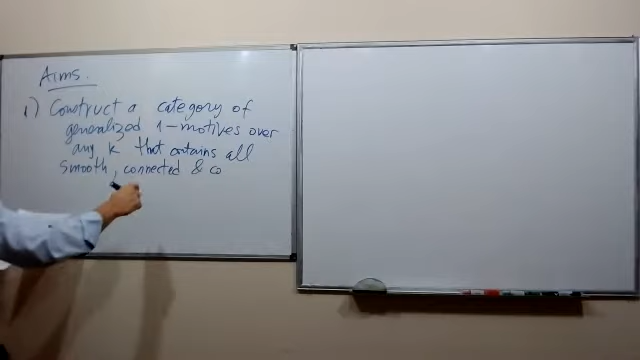 Aims.
1) Construct a category of
generalized 1-motives over
any k that contains all
smooth, connected & co